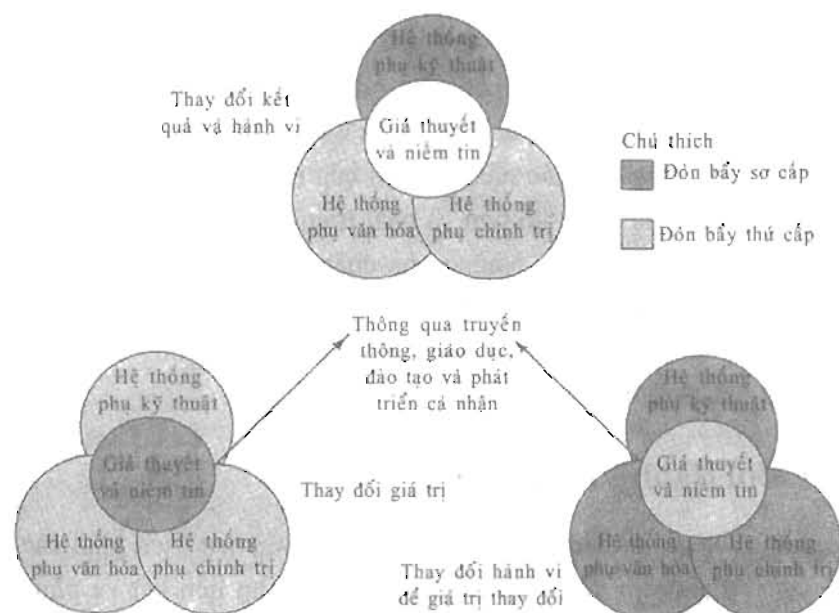 Hệ thống
phụ kỹ thuật
Thay đổi kết
quả và hành vi
Giả thuyết
và niềm tin
Hệ thống
phụ văn hóa
Hệ thống
phụ chính trị
Chú thích
Đòn bẩy sơ cấp
Đòn bẩy thứ cấp
Thông qua truyền
thông, giáo dục,
đào tạo và phát
triển cá nhận
Hệ thống
phụ kỹ thuật
Giả thuyết
và niềm tin
Hệ thống
phụ văn hóa
Hệ thống
phụ chính trị
Thay đổi giá trị
Hệ thống
phụ kỹ thuật
Giả thuyết
và niềm tin
Hệ thống
phụ văn hóa
Hệ thống
phụ chính trị
Thay đổi hành vi
để giá trị thay đổi